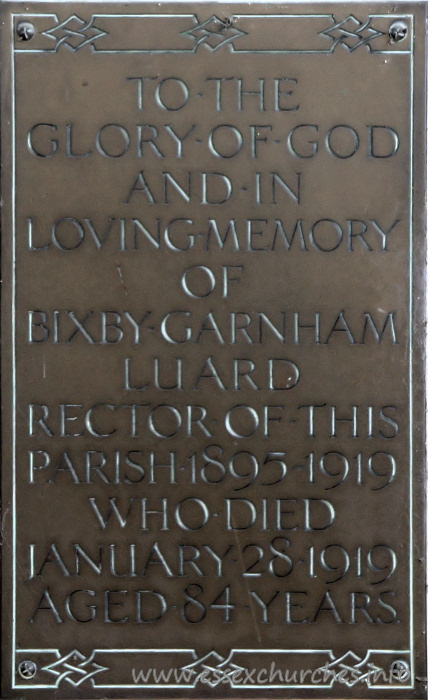 TO·THE
GLORY·OF·GOD
AND·IN
LOVING·MEMORY
OF
BIXBY·GARNHAM
LUARD
RECTOR·OF·THIS
PARISH·1895-1919
WHO·DIED
JANUARY·28·1919
AGED·84·YEARS
www.essexchurches.info